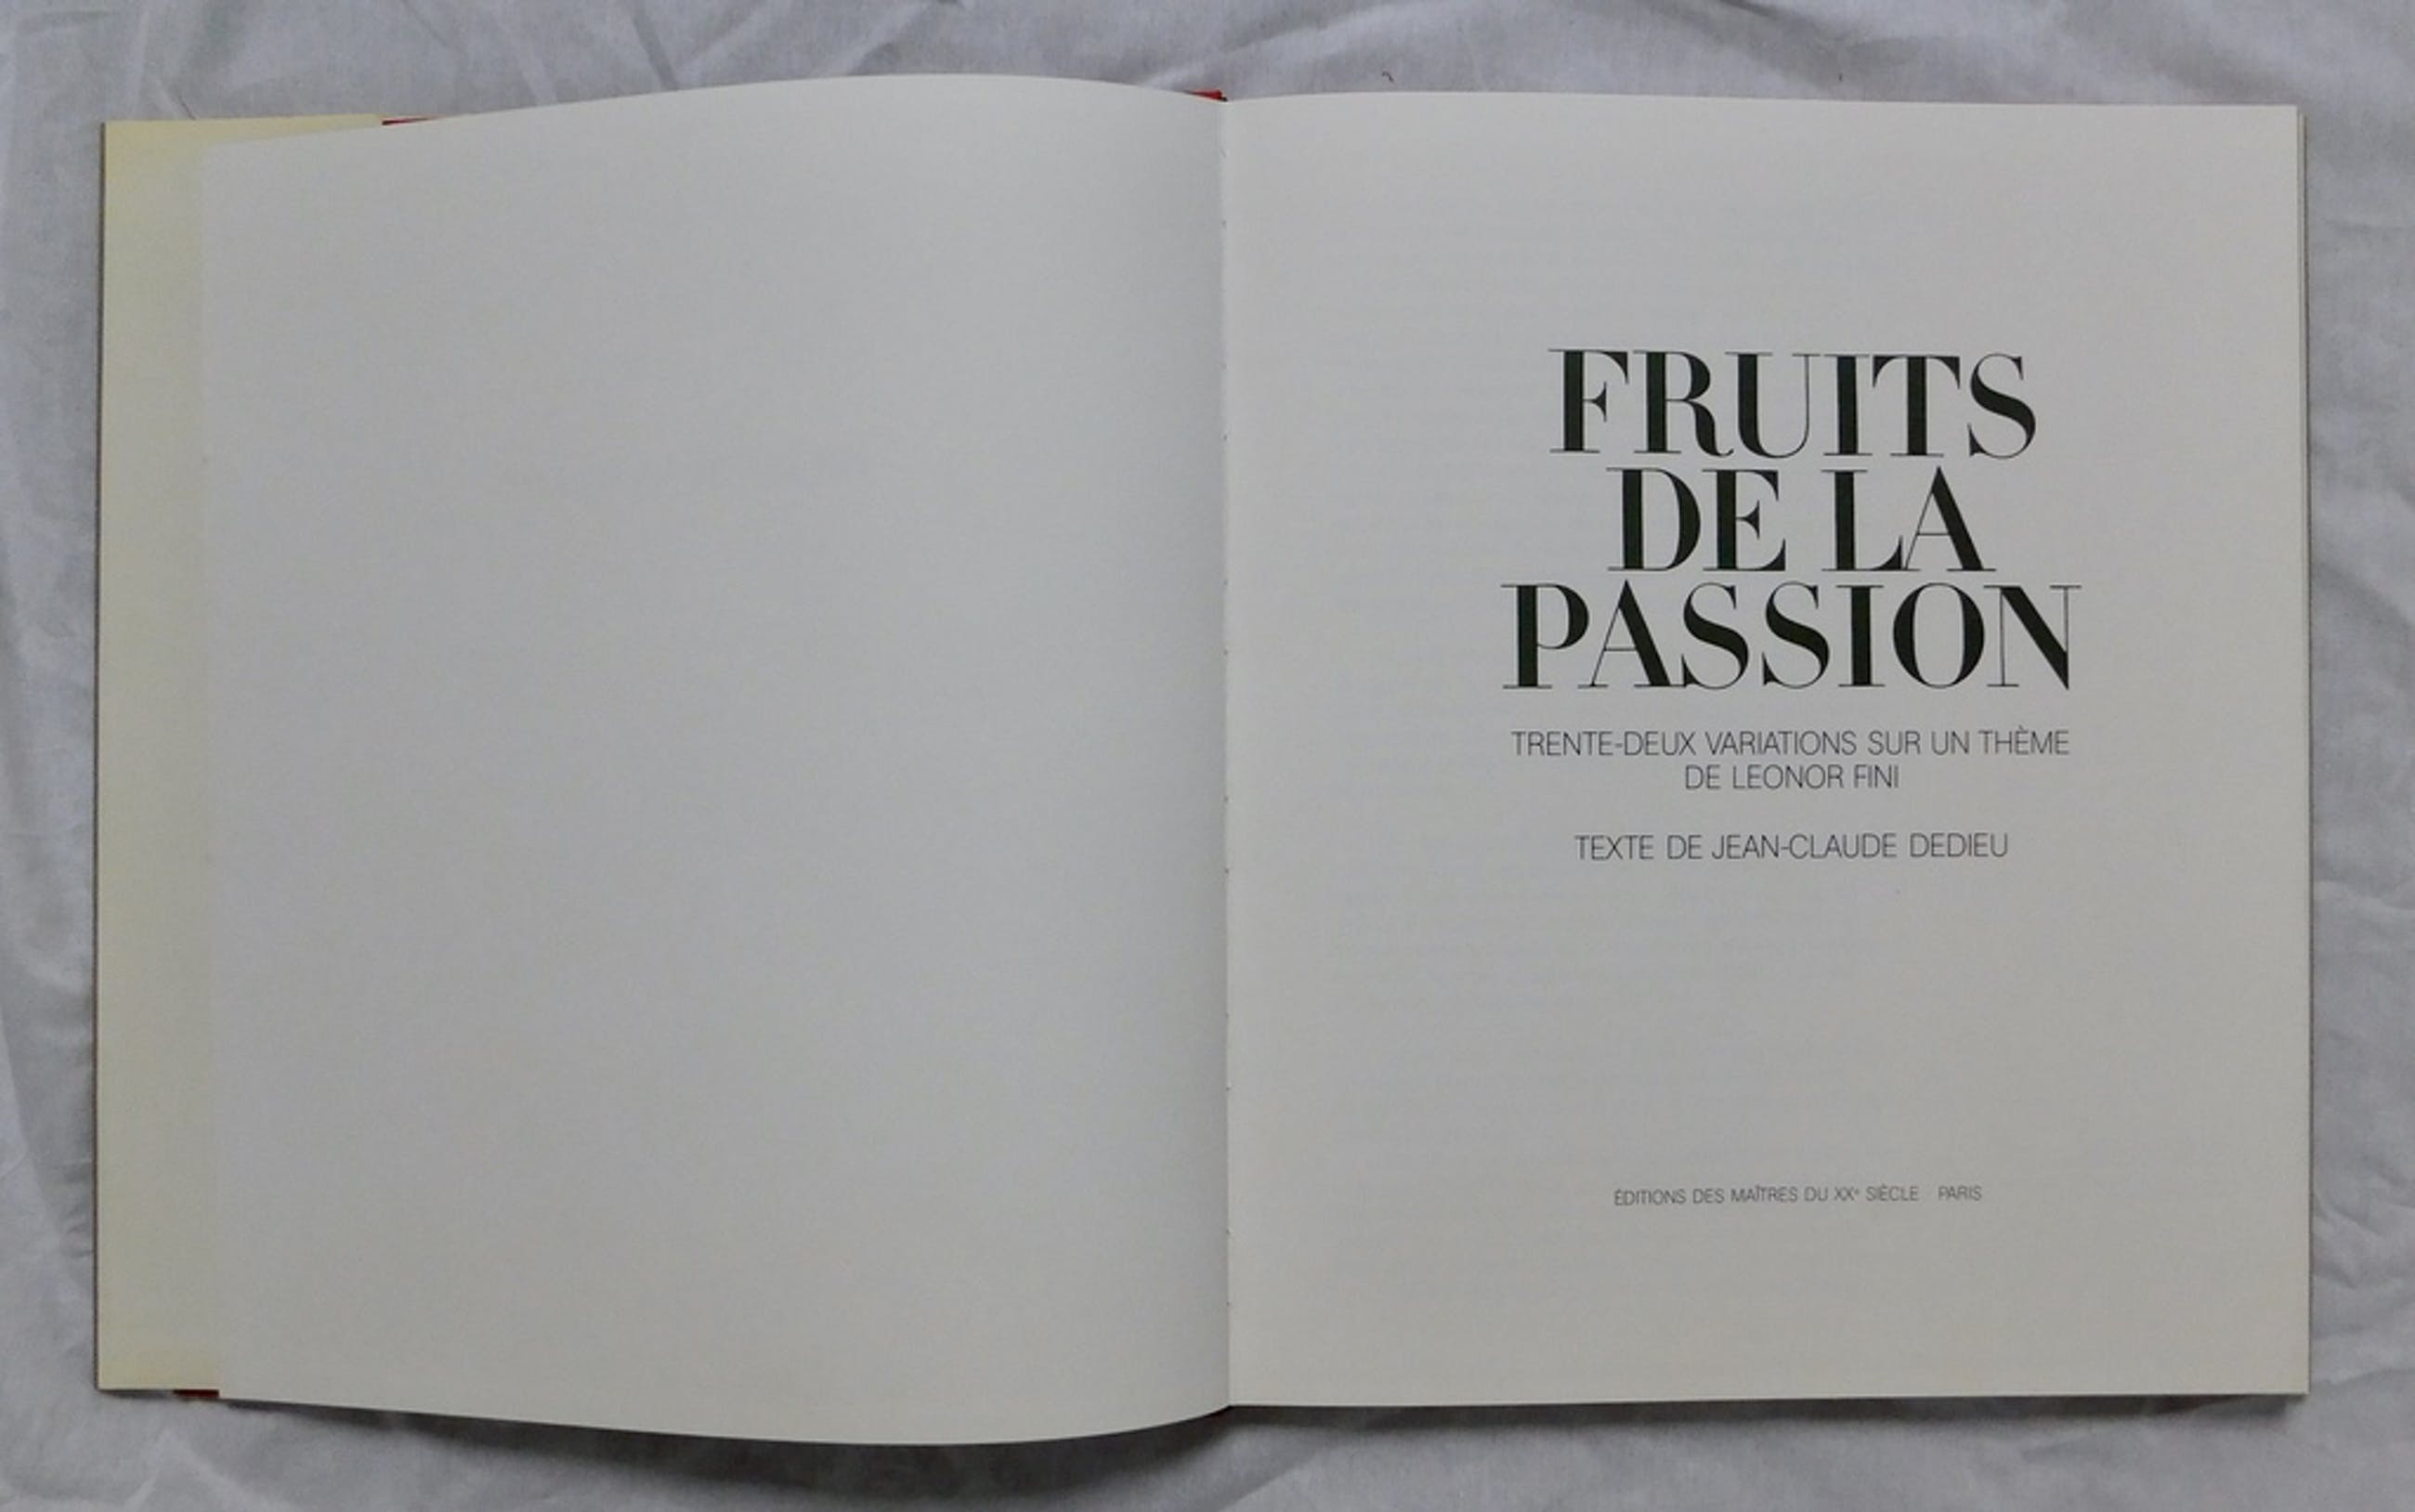 FRUITS
DE LA
PASSION
TRENTE-DEUX VARIATIONS SUR UN THÈME
DE LEONOR FINI
TEXTE DE JEAN-CLAUDE DEDIEU
ÉDITIONS DES MAÎTRES DU XXᵉ SIÈCLE PARIS